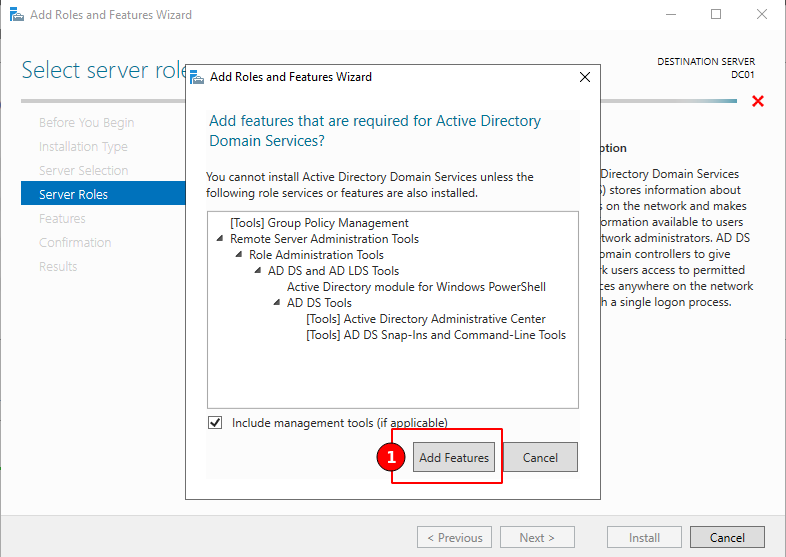 Add Roles and Features Wizard
Select server role
DESTINATION SERVER
DC01
Before You Begin
Installation Type
Server Selection
Server Roles
Features
Confirmation
Results
Add Roles and Features Wizard
Add features that are required for Active Directory
Domain Services?
You cannot install Active Directory Domain Services unless the
following role services or features are also installed.
[Tools] Group Policy Management
Remote Server Administration Tools
Role Administration Tools
AD DS and AD LDS Tools
Active Directory module for Windows PowerShell
AD DS Tools
[Tools] Active Directory Administrative Center
[Tools] AD DS Snap-Ins and Command-Line Tools
Include management tools (if applicable)
1
Add Features
Cancel
ption
Directory Domain Services
) stores information about
s on the network and makes
ormation available to users
twork administrators. AD DS
omain controllers to give
k users access to permitted
ces anywhere on the network
h a single logon process.
< Previous
Next >
Install
Cancel